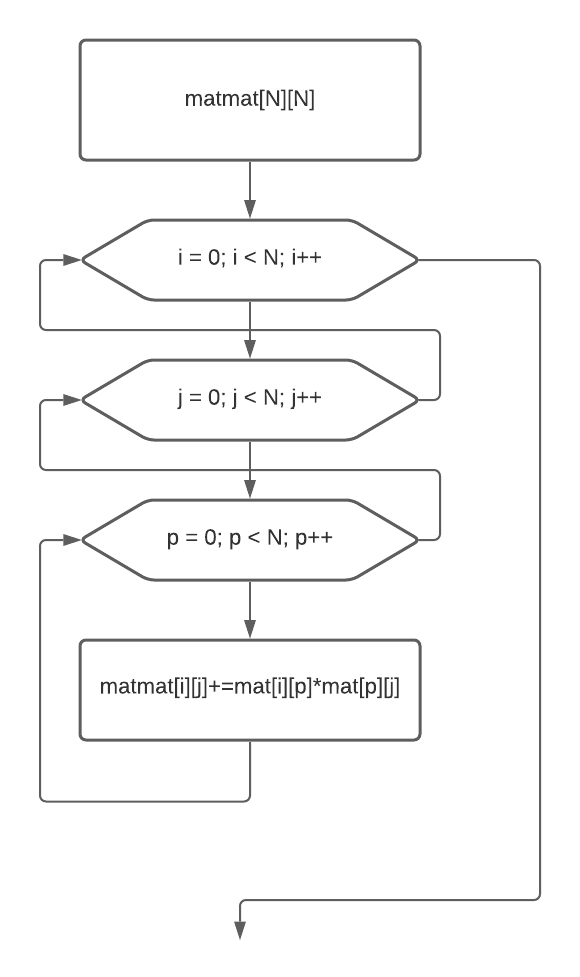 matmat[N][N]
i = 0; i < N; i++
j = 0; j < N; j++
p = 0; p < N; p++
matmat[i][j]+=mat[i][p]*mat[p][j]